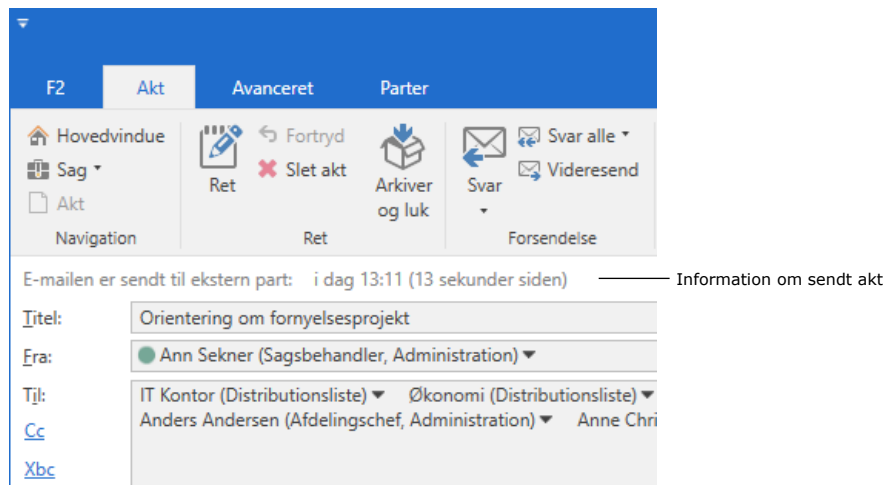 F2 Akt Avanceret Parter
Hovedvindue
Sag
Akt
Navigation
Ret
Fortryd
Slet akt
Arkiver
og luk
Ret
Svar
Svar alle
Videresend
Forsendelse
E-mailen er sendt til ekstern part: i dag 13:11 (13 sekunder siden)
Information om sendt akt
Titel: Orientering om fornyelsesprojekt
Fra: Ann Sekner (Sagsbehandler, Administration)
Til: IT Kontor (Distributionsliste) Økonomi (Distributionsliste)
Anders Andersen (Afdelingschef, Administration) Anne Chri
Cc
Xbc